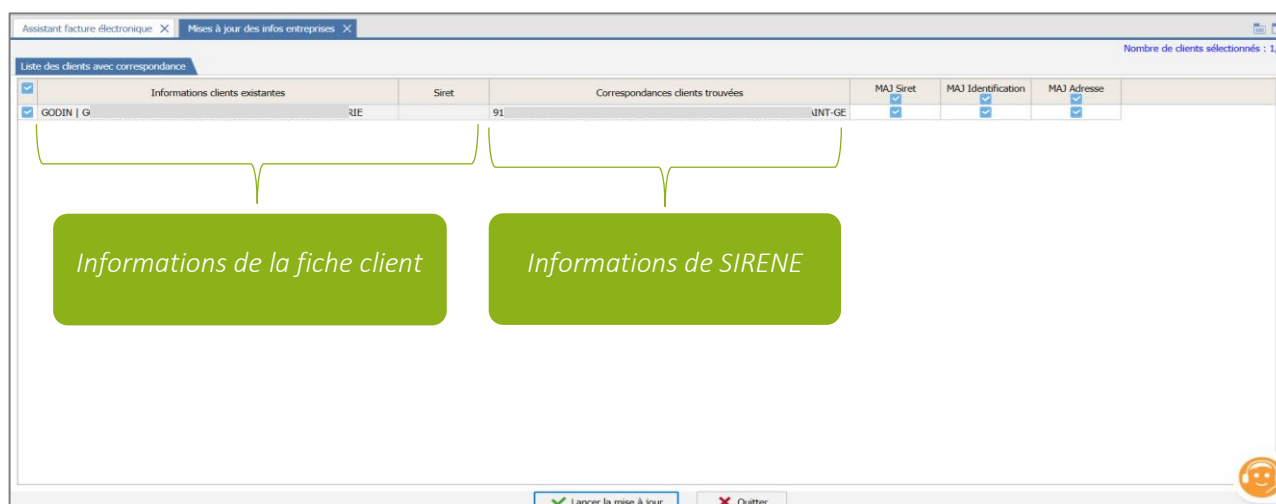 Assistant facture électronique Mises à jour des infos entreprises
Nombre de clients sélectionnés : 1
Liste des clients avec correspondance
Informations clients existantes Siret Correspondances clients trouvées MAJ Siret MAJ Identification MAJ Adresse
GODIN | G RIE 91 AINT-GE
Informations de la fiche client Informations de SIRENE
Lancer la mise à jour Quitter